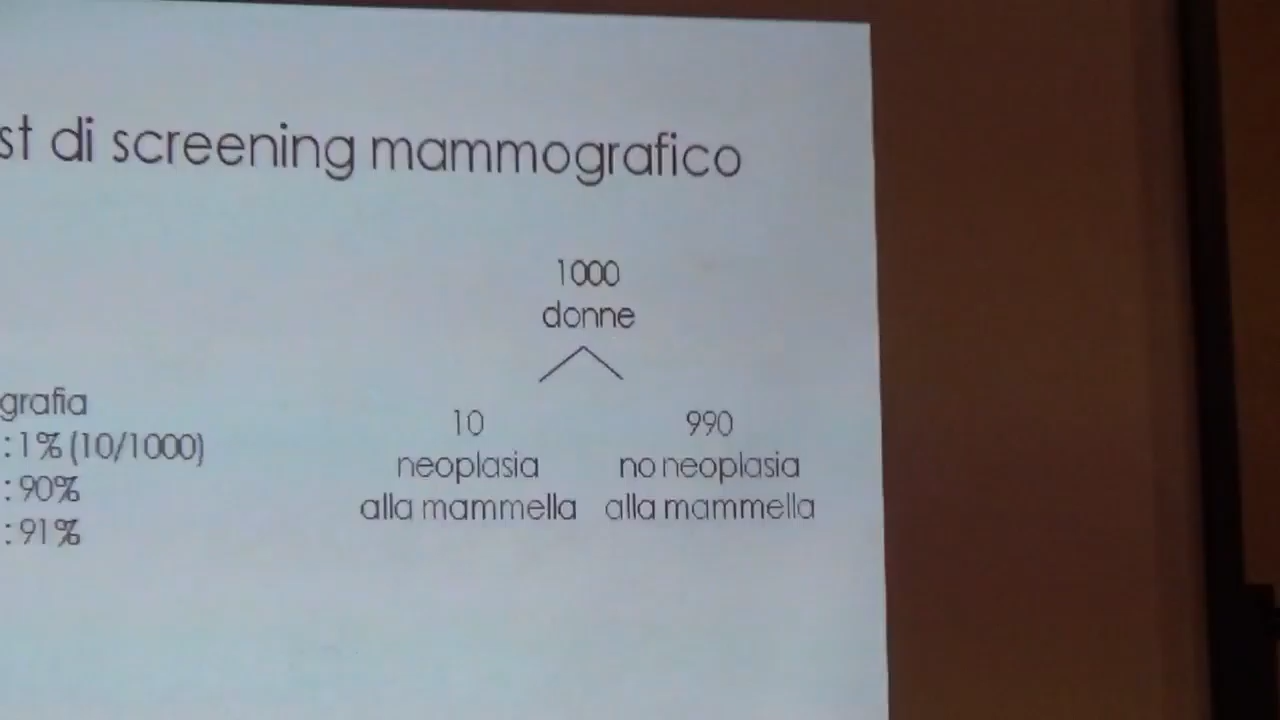 st di screening mammografico
1000
donne
grafia
: 1% (10/1000)
: 90%
: 91%
10
neoplasia
alla mammella
990
no neoplasia
alla mammella